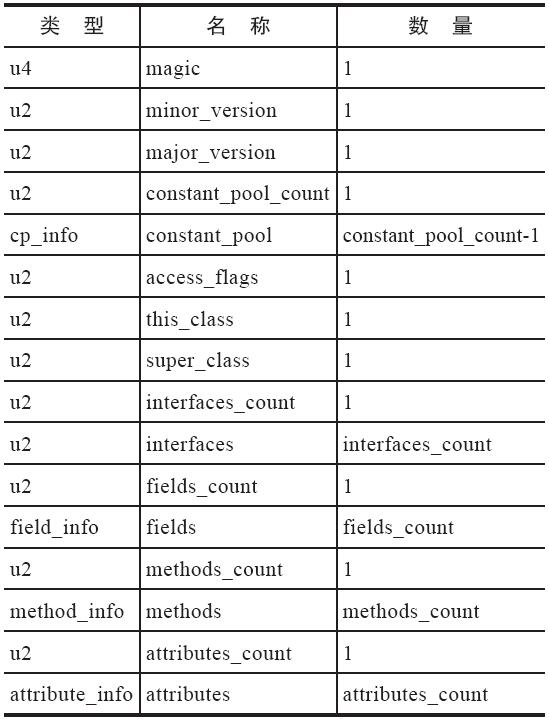 类 型 名 称 数 量
u4 magic 1
u2 minor_version 1
u2 major_version 1
u2 constant_pool_count 1
cp_info constant_pool constant_pool_count-1
u2 access_flags 1
u2 this_class 1
u2 super_class 1
u2 interfaces_count 1
u2 interfaces interfaces_count
u2 fields_count 1
field_info fields fields_count
u2 methods_count 1
method_info methods methods_count
u2 attributes_count 1
attribute_info attributes attributes_count